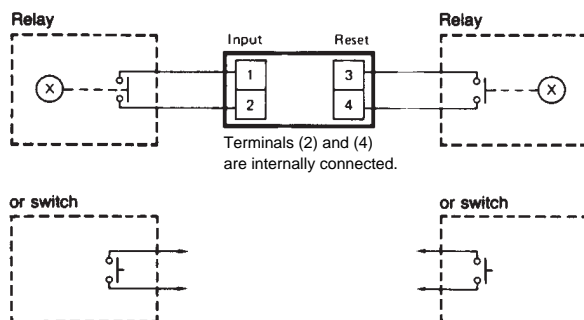 Relay
Relay
Input Reset
1 3
X X
2 4
Terminals (2) and (4)
are internally connected.
or switch
or switch